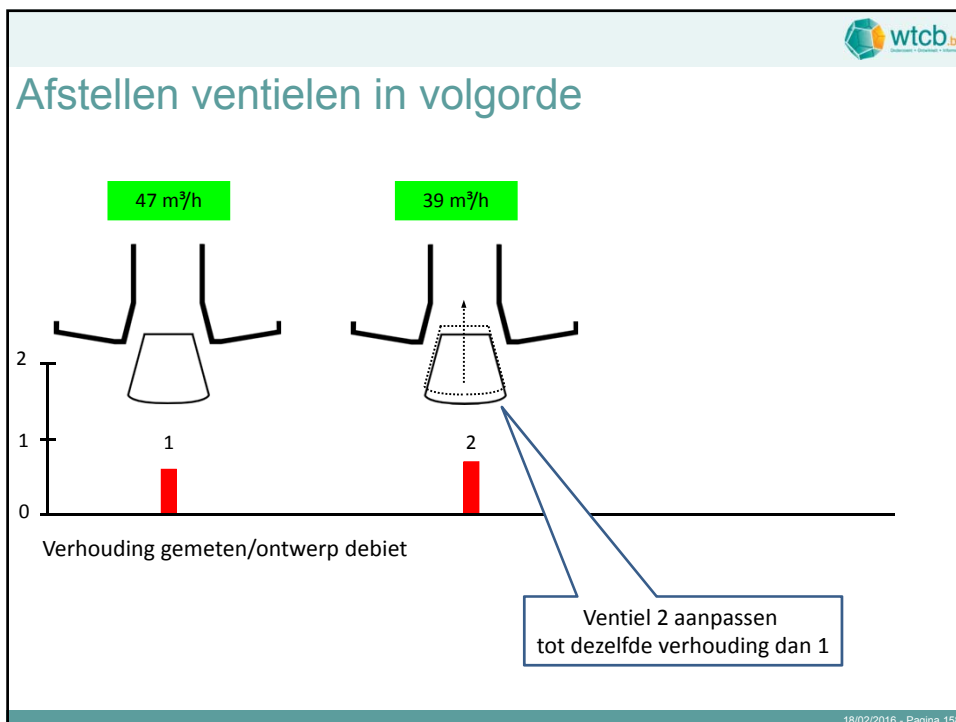 wtcb.b
Afstellen ventielen in volgorde
47 m³/h
39 m³/h
2
1
0
1
2
Verhouding gemeten/ontwerp debiet
Ventiel 2 aanpassen
tot dezelfde verhouding dan 1
18/02/2016 - Pagina 15